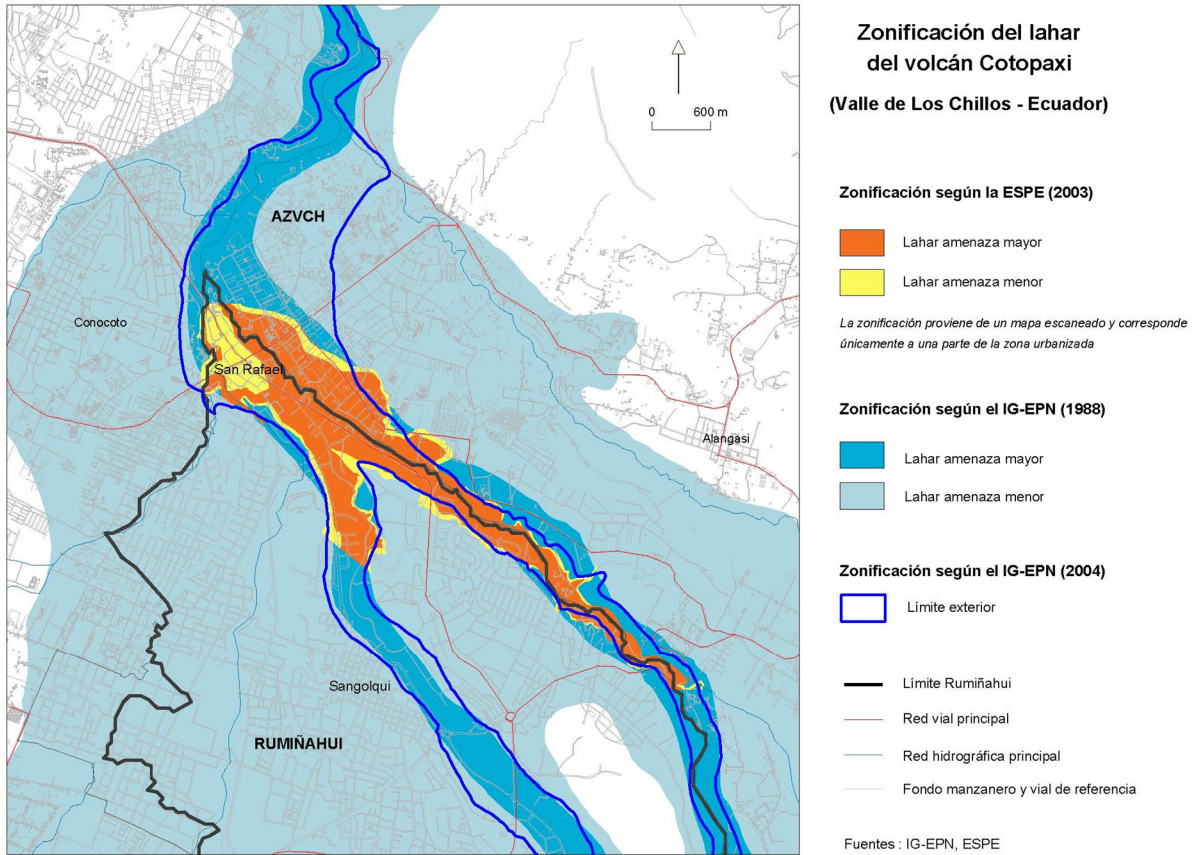 Zonificación del lahar
del volcán Cotopaxi
(Valle de Los Chillos - Ecuador)
0 600 m
AZVCH
Conocoto
San Rafael
Alangasi
Sangolqui
RUMIÑAHUI
Zonificación según la ESPE (2003)
Lahar amenaza mayor
Lahar amenaza menor
La zonificación proviene de un mapa escaneado y corresponde
únicamente a una parte de la zona urbanizada
Zonificación según el IG-EPN (1988)
Lahar amenaza mayor
Lahar amenaza menor
Zonificación según el IG-EPN (2004)
Límite exterior
Límite Rumiñahui
Red vial principal
Red hidrográfica principal
Fondo manzanero y vial de referencia
Fuentes : IG-EPN, ESPE